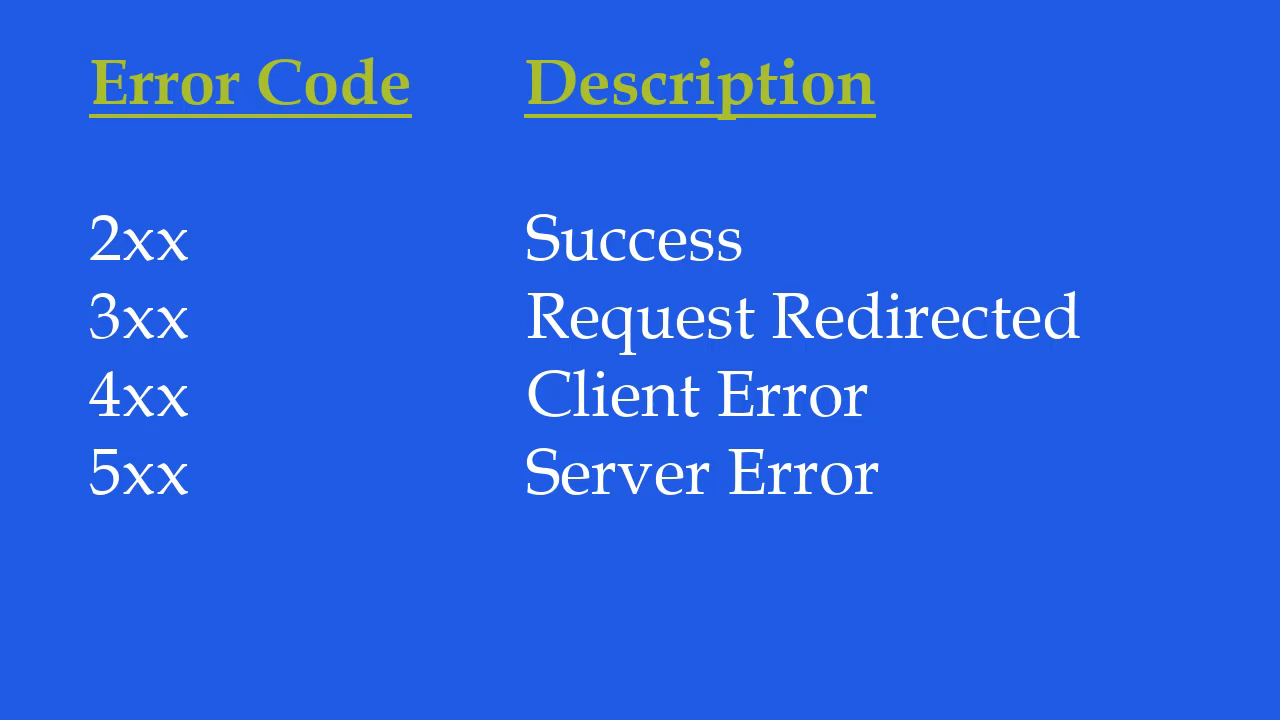 Error Code Description
2xx Success
3xx Request Redirected
4xx Client Error
5xx Server Error